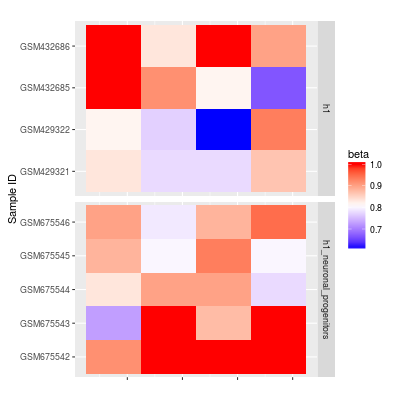 Sample ID
GSM432686
GSM432685
GSM429322
GSM429321
h1
GSM675546
GSM675545
GSM675544
GSM675543
GSM675542
h1_neuronal_progenitors
beta
1.0
0.9
0.8
0.7